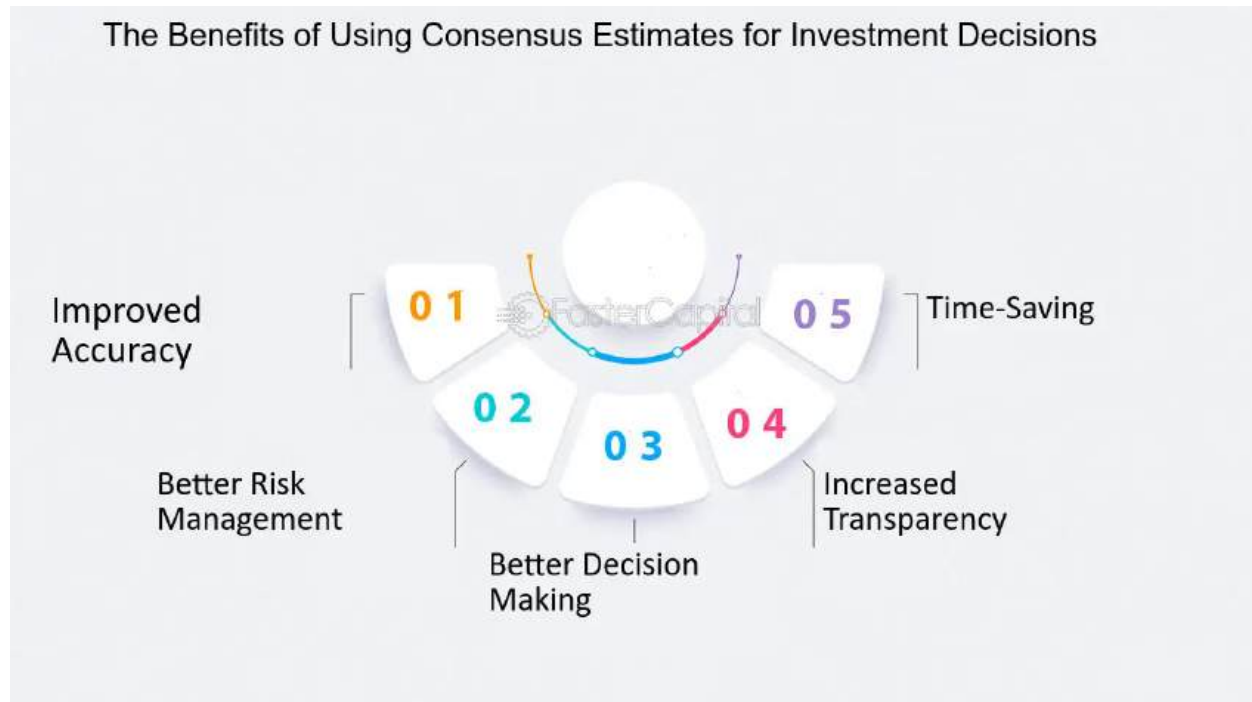 The Benefits of Using Consensus Estimates for Investment Decisions
0 1
Improved
Accuracy
0 2
Better Risk
Management
0 3
Better Decision
Making
0 4
Increased
Transparency
0 5
Time-Saving
FasterCapital